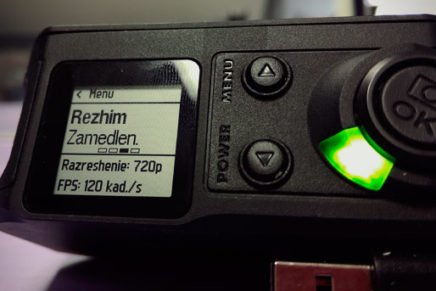 < Menu
Rezhim
Zamedlen.
Razreshenie: 720p
FPS: 120 kad./s
MENU
POWER
OK